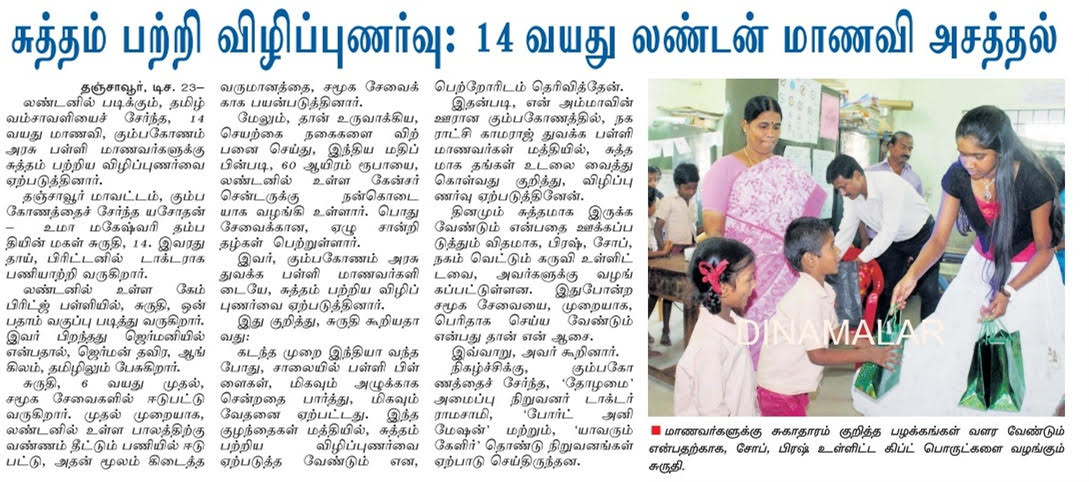 சுத்தம் பற்றி விழிப்புணர்வு: 14 வயது லண்டன் மாணவி அசத்தல்
தஞ்சாவூர், டிச. 23–
லண்டனில் படிக்கும், தமிழ்
வம்சாவளியைச் சேர்ந்த, 14
வயது மாணவி, கும்பகோணம்
அரசு பள்ளி மாணவர்களுக்கு
சுத்தம் பற்றிய விழிப்புணர்வை
ஏற்படுத்தினார்.
தஞ்சாவூர் மாவட்டம், கும்ப
கோணத்தைச் சேர்ந்த யசோதன்
– உமா மகேஷ்வரி தம்ப
தியின் மகள் சுருதி, 14. இவரது
தாய், பிரிட்டனில் டாக்டராக
பணியாற்றி வருகிறார்.
லண்டனில் உள்ள கேம்
பிரிட்ஜ் பள்ளியில், சுருதி, ஒன்
பதாம் வகுப்பு படித்து வருகிறார்.
இவர் பிறந்தது ஜெர்மனியில்
என்பதால், ஜெர்மன் தவிர, ஆங்
கிலம், தமிழிலும் பேசுகிறார்.
சுருதி, 6 வயது முதல்,
சமூக சேவைகளில் ஈடுபட்டு
வருகிறார். முதல் முறையாக,
லண்டனில் உள்ள பாலத்திற்கு
வண்ணம் தீட்டும் பணியில் ஈடு
பட்டு, அதன் மூலம் கிடைத்த
வருமானத்தை, சமூக சேவைக்
காக பயன்படுத்தினார்.
மேலும், தான் உருவாக்கிய,
செயற்கை நகைகளை விற்
பனை செய்து, இந்திய மதிப்
பின்படி, 60 ஆயிரம் ரூபாயை,
லண்டனில் உள்ள கேன்சர்
சென்டருக்கு நன்கொடை
யாக வழங்கி உள்ளார். பொது
சேவைக்கான, ஏழு சான்றி
தழ்கள் பெற்றுள்ளார்.
இவர், கும்பகோணம் அரசு
துவக்க பள்ளி மாணவர்களி
டையே, சுத்தம் பற்றிய விழிப்
புணர்வை ஏற்படுத்தினார்.
இது குறித்து, சுருதி கூறியதா
வது:
கடந்த முறை இந்தியா வந்த
போது, சாலையில் பள்ளி பிள்
ளைகள், மிகவும் அழுக்காக
சென்றதை பார்த்து, மிகவும்
வேதனை ஏற்பட்டது. இந்த
குழந்தைகள் மத்தியில், சுத்தம்
பற்றிய விழிப்புணர்வை
ஏற்படுத்த வேண்டும் என,
பெற்றோரிடம் தெரிவித்தேன்.
இதன்படி, என் அம்மாவின்
ஊரான கும்பகோணத்தில், நக
ராட்சி காமராஜ் துவக்க பள்ளி
மாணவர்கள் மத்தியில், சுத்த
மாக தங்கள் உடலை வைத்து
கொள்வது குறித்து, விழிப்பு
ணர்வு ஏற்படுத்தினேன்.
தினமும் சுத்தமாக இருக்க
வேண்டும் என்பதை ஊக்கப்ப
டுத்தும் விதமாக, பிரஷ், சோப்,
நகம் வெட்டும் கருவி உள்ளிட்
டவை, அவர்களுக்கு வழங்
கப்பட்டுள்ளன. இதுபோன்ற
சமூக சேவையை, முறையாக,
பெரிதாக செய்ய வேண்டும்
என்பது தான் என் ஆசை.
இவ்வாறு, அவர் கூறினார்.
நிகழ்ச்சிக்கு, கும்பகோ
ணத்தைச் சேர்ந்த, 'தோழமை'
அமைப்பு நிறுவனர் டாக்டர்
ராமசாமி, 'போர்ட் அனி
மேஷன்' மற்றும், 'யாவரும்
கேளிர்' தொண்டு நிறுவனங்கள்
ஏற்பாடு செய்திருந்தன.
DINAMALAR
மாணவர்களுக்கு சுகாதாரம் குறித்த பழக்கங்கள் வளர வேண்டும்
என்பதற்காக, சோப், பிரஷ் உள்ளிட்ட கிப்ட் பொருட்களை வழங்கும்
சுருதி.